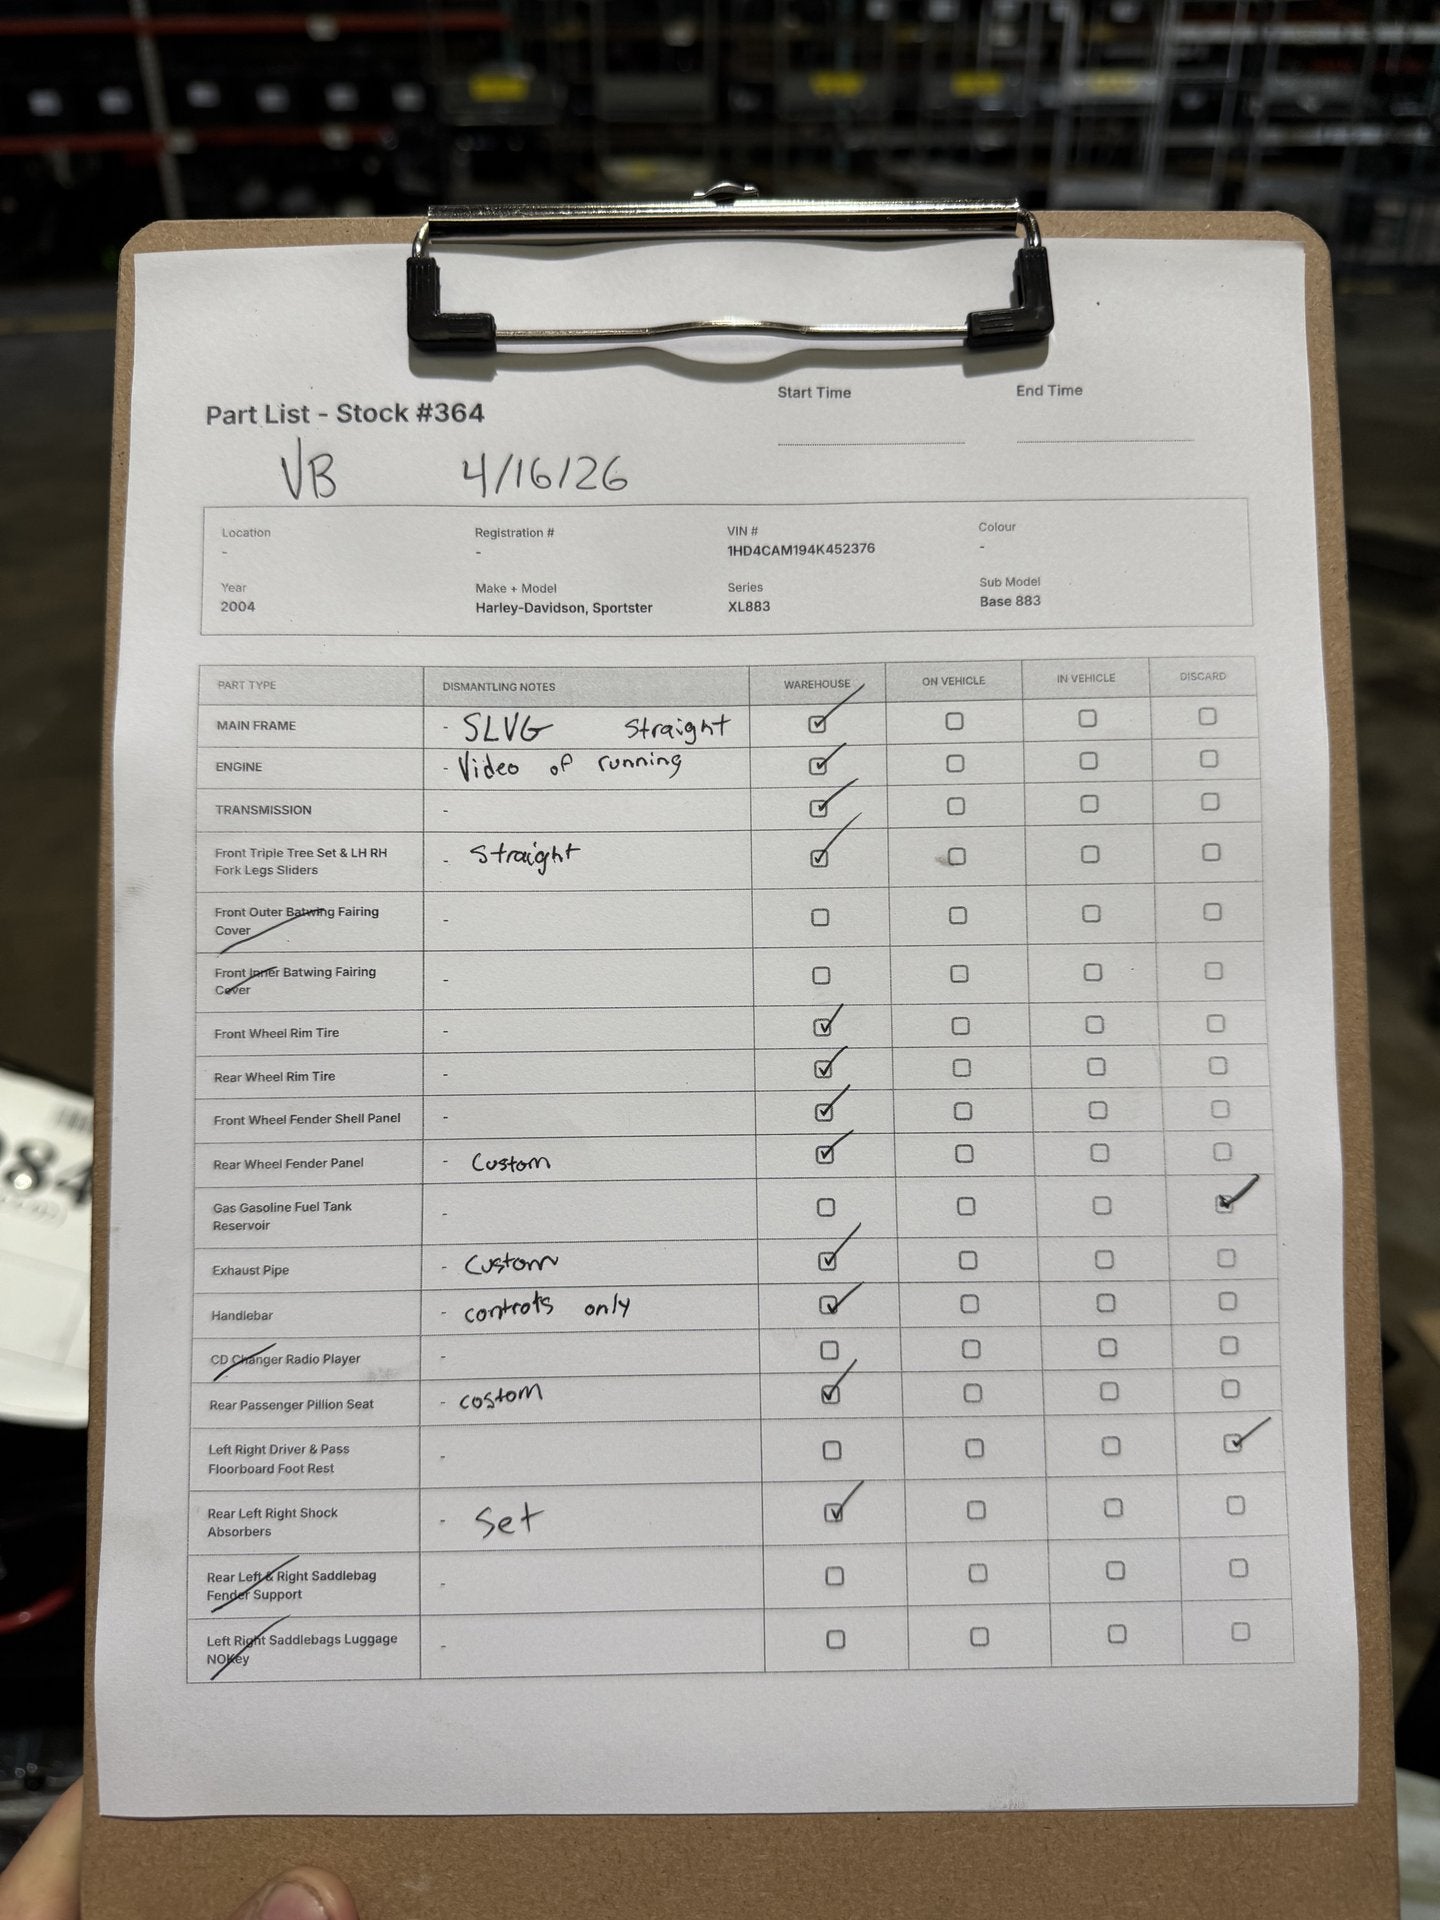 Start Time End Time
Part List - Stock #364
VB 4/16/26
Location Registration # VIN # Colour
- - 1HD4CAM194K452376 -
Year Make + Model Series Sub Model
2004 Harley-Davidson, Sportster XL883 Base 883
PART TYPE DISMANTLING NOTES WAREHOUSE ON VEHICLE IN VEHICLE DISCARD
MAIN FRAME - SLVG Straight
ENGINE - Video of running
TRANSMISSION -
Front Triple Tree Set & LH RH
Fork Legs Sliders - Straight
Front Outer Batwing Fairing
Cover -
Front Inner Batwing Fairing
Cover -
Front Wheel Rim Tire -
Rear Wheel Rim Tire -
Front Wheel Fender Shell Panel -
Rear Wheel Fender Panel - Custom
Gas Gasoline Fuel Tank
Reservoir -
Exhaust Pipe - Custom
Handlebar - controls only
CD Changer Radio Player -
Rear Passenger Pillion Seat - costom
Left Right Driver & Pass
Floorboard Foot Rest -
Rear Left Right Shock
Absorbers - Set
Rear Left & Right Saddlebag
Fender Support -
Left Right Saddlebags Luggage
NOKey -
984